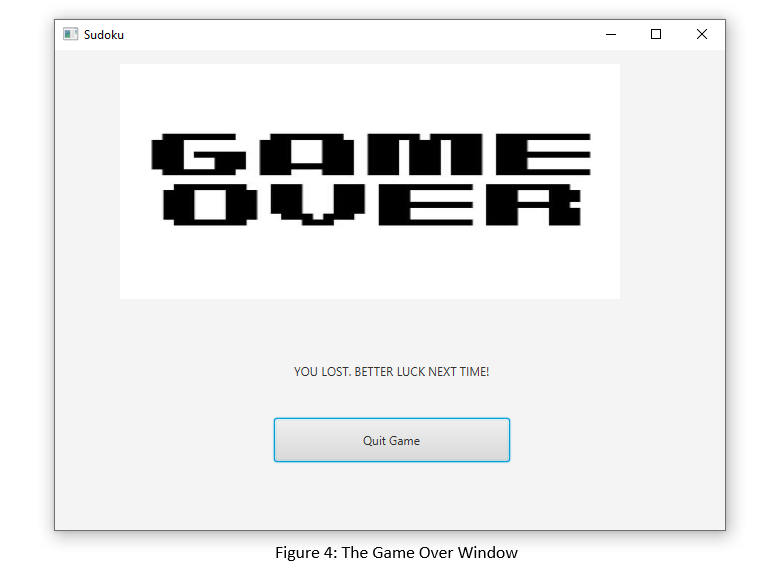 Sudoku
GAME
OVER
YOU LOST. BETTER LUCK NEXT TIME!
Quit Game
Figure 4: The Game Over Window